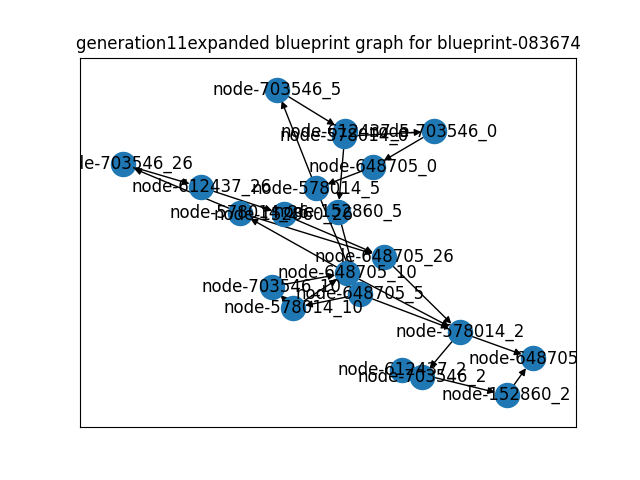 generation11expanded blueprint graph for blueprint-083674
node-703546_5
node-612437_5
node-703546_0
node-578014_0
le-703546_26
node-648705_0
node-612437_26
node-578014_5
node-578014_26
node-152860_26
node-152860_5
node-648705_26
node-648705_10
node-703546_10
node-648705_5
node-578014_10
node-578014_2
node-648705
node-612437_2
node-703546_2
node-152860_2